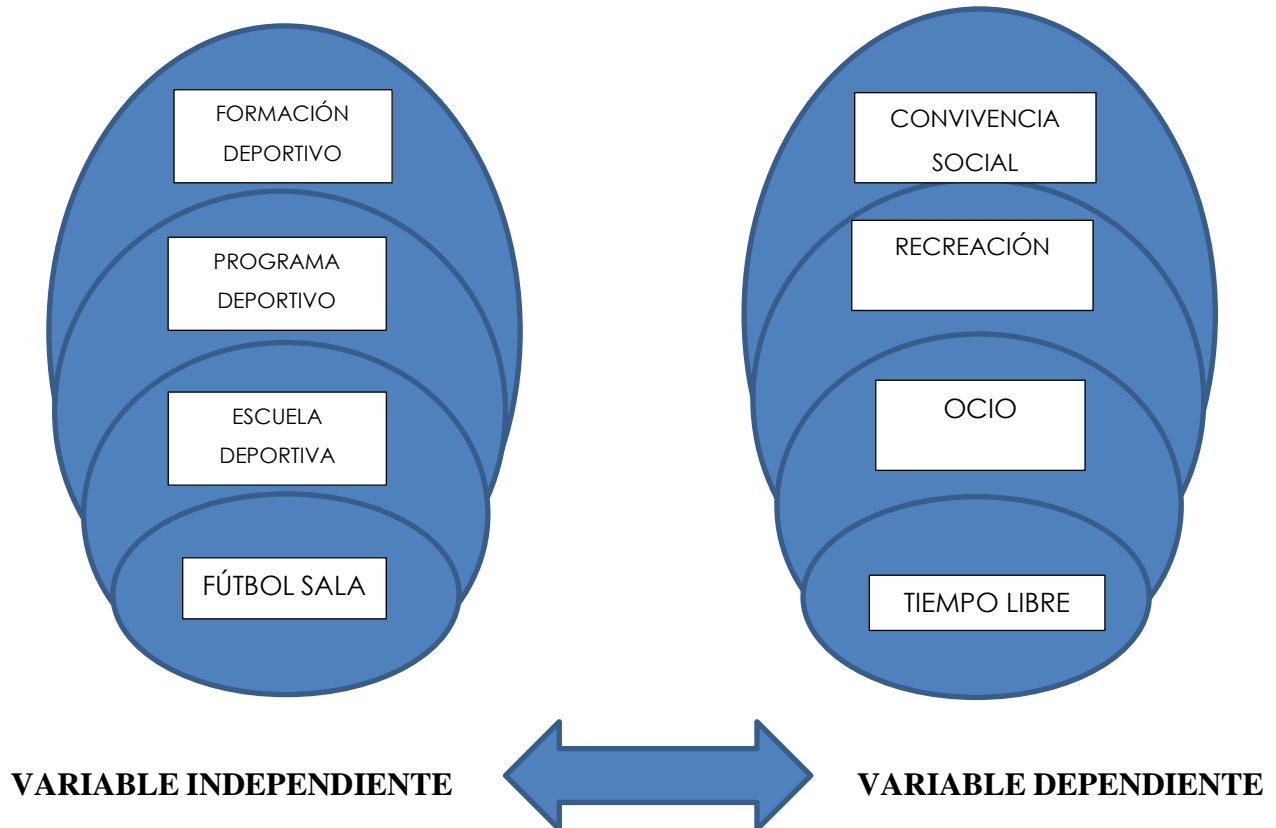 FORMACIÓN
DEPORTIVO
PROGRAMA
DEPORTIVO
ESCUELA
DEPORTIVA
FÚTBOL SALA
VARIABLE INDEPENDIENTE
CONVIVENCIA
SOCIAL
RECREACIÓN
OCIO
TIEMPO LIBRE
VARIABLE DEPENDIENTE